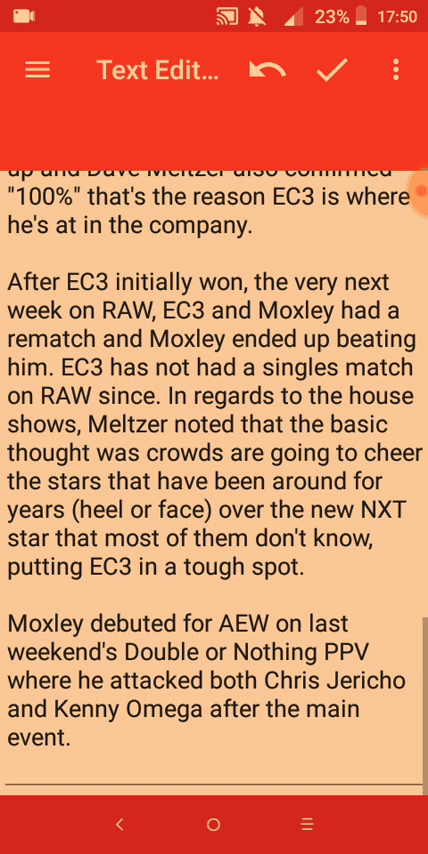 23% 17:50
Text Edit...
up and Dave Meltzer also confirmed
"100%" that's the reason EC3 is where
he's at in the company.
After EC3 initially won, the very next
week on RAW, EC3 and Moxley had a
rematch and Moxley ended up beating
him. EC3 has not had a singles match
on RAW since. In regards to the house
shows, Meltzer noted that the basic
thought was crowds are going to cheer
the stars that have been around for
years (heel or face) over the new NXT
star that most of them don't know,
putting EC3 in a tough spot.
Moxley debuted for AEW on last
weekend's Double or Nothing PPV
where he attacked both Chris Jericho
and Kenny Omega after the main
event.